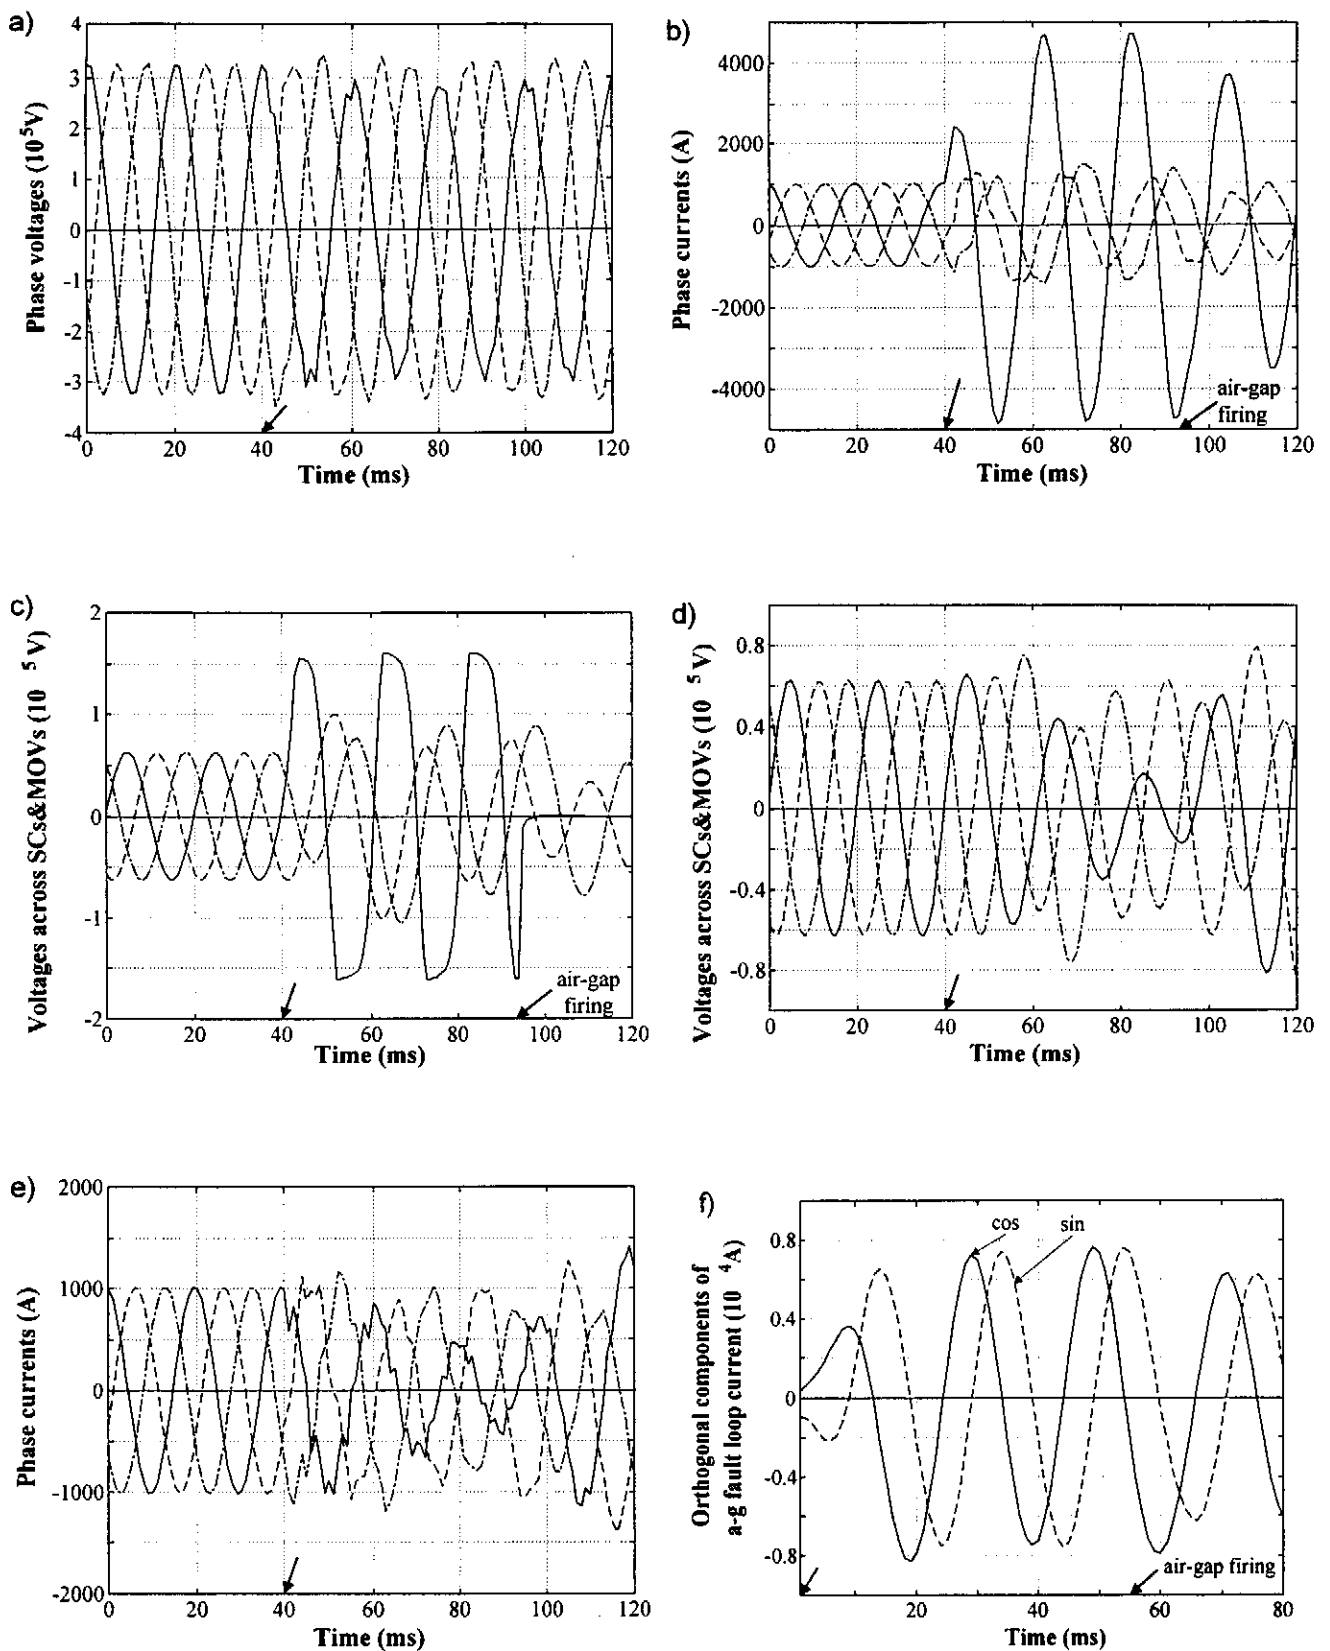 a)
4
3
2
1
0
-1
-2
-3
-4
Phase voltages (10 5V)
0 20 40 60 80 100 120
Time (ms)
b)
4000
2000
0
-2000
-4000
Phase currents (A)
air-gap
firing
0 20 40 60 80 100 120
Time (ms)
c)
2
1
0
-1
-2
Voltages across SCs&MOVs (10 5 V)
air-gap
firing
0 20 40 60 80 100 120
Time (ms)
d)
0.8
0.4
0
-0.4
-0.8
Voltages across SCs&MOVs (10 5 V)
0 20 40 60 80 100 120
Time (ms)
e)
2000
1000
0
-1000
-2000
Phase currents (A)
0 20 40 60 80 100 120
Time (ms)
f)
cos sin
0.8
0.4
0
-0.4
-0.8
Orthogonal components of
a-g fault loop current (10 4A)
air-gap firing
20 40 60 80
Time (ms)